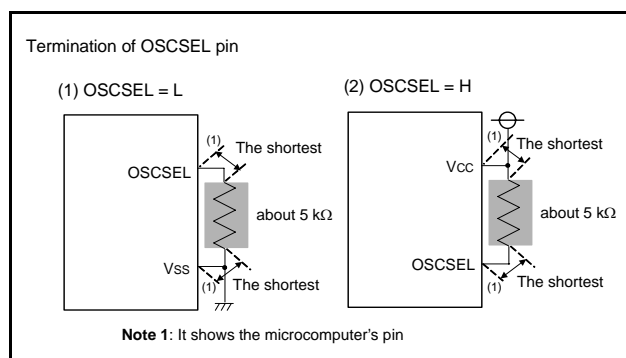 Termination of OSCSEL pin
(1) OSCSEL = L
(1)
The shortest
OSCSEL
about 5 kΩ
VSS
(1)
The shortest
(2) OSCSEL = H
(1)
The shortest
VCC
about 5 kΩ
OSCSEL
(1)
The shortest
Note 1: It shows the microcomputer's pin